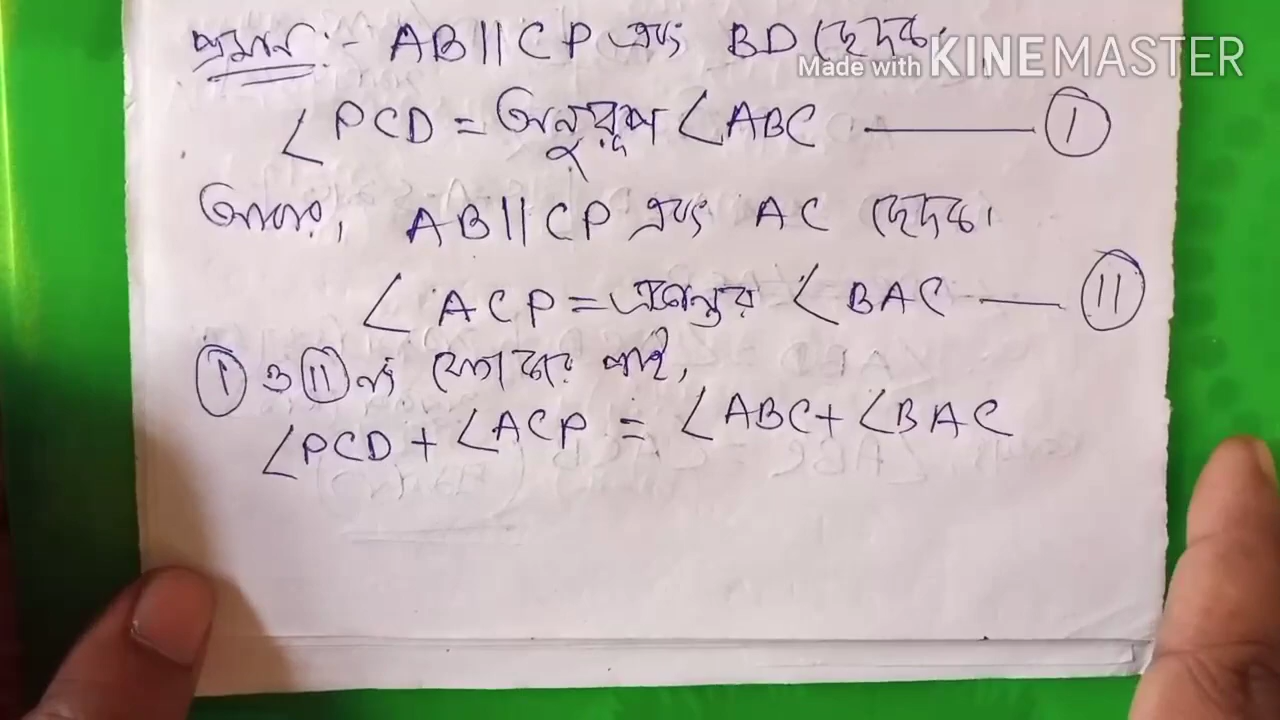 প্রমাণ :- AB || CP এবং BD ছেদক।
Made with KINEMASTER
∠PCD = অনুরূপ ∠ABC —— I
আবার, AB || CP এবং AC ছেদক।
∠ACP = একান্তর ∠BAC —— II
I ও II নং যোগ করে পাই,
∠PCD + ∠ACP = ∠ABC + ∠BAC